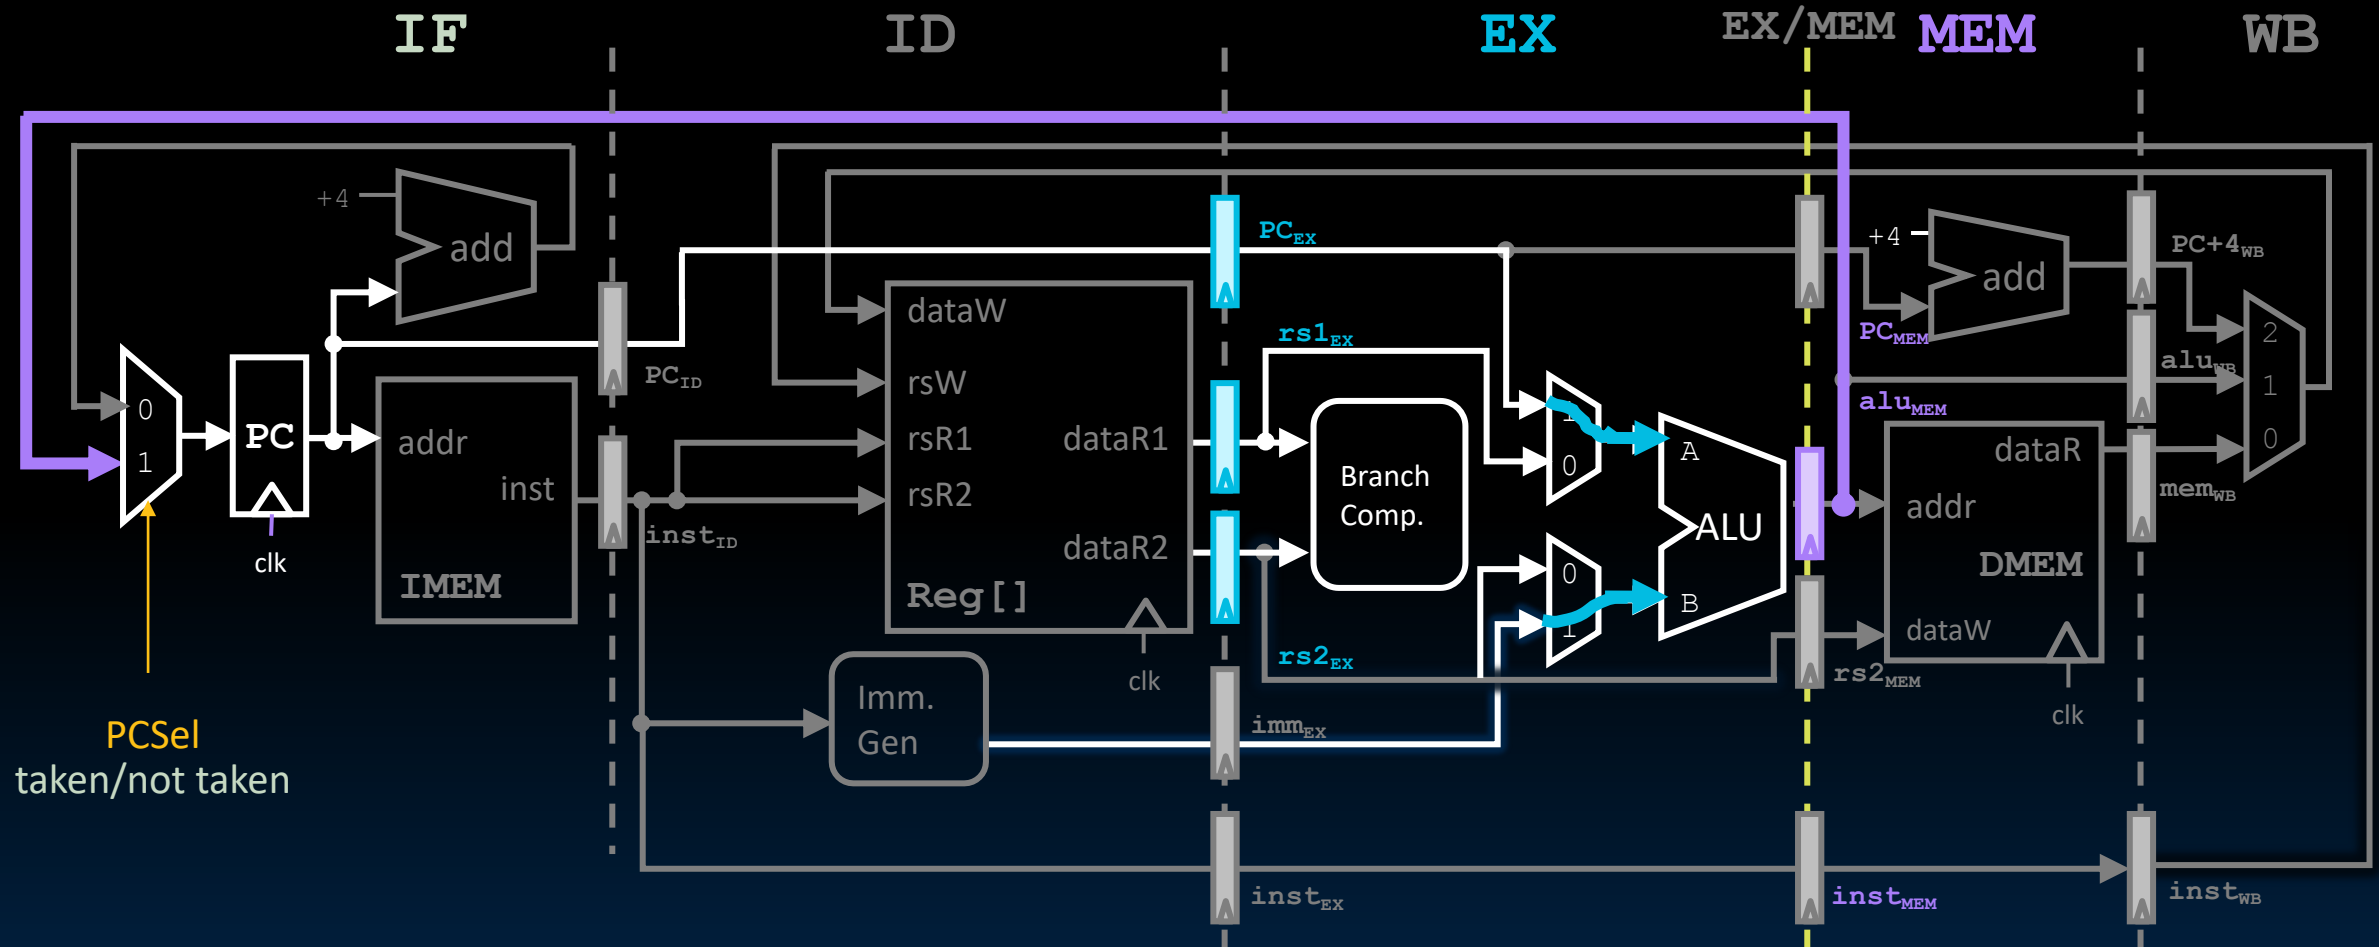 IF
ID
EX
EX/MEM
MEM
WB
+4
add
PC_EX
+4
add
PC+4_WB
dataW
rs1_EX
PC_MEM
2
PC_ID
rsW
alu_WB
1
0
PC
addr
rsR1
dataR1
1
alu_MEM
0
1
inst
rsR2
Branch
Comp.
0
A
dataR
mem_WB
clk
inst_ID
dataR2
ALU
addr
IMEM
Reg[]
0
B
DMEM
1
dataW
rs2_EX
clk
rs2_MEM
clk
Imm.
Gen
imm_EX
PCSel
taken/not taken
inst_EX
inst_MEM
inst_WB